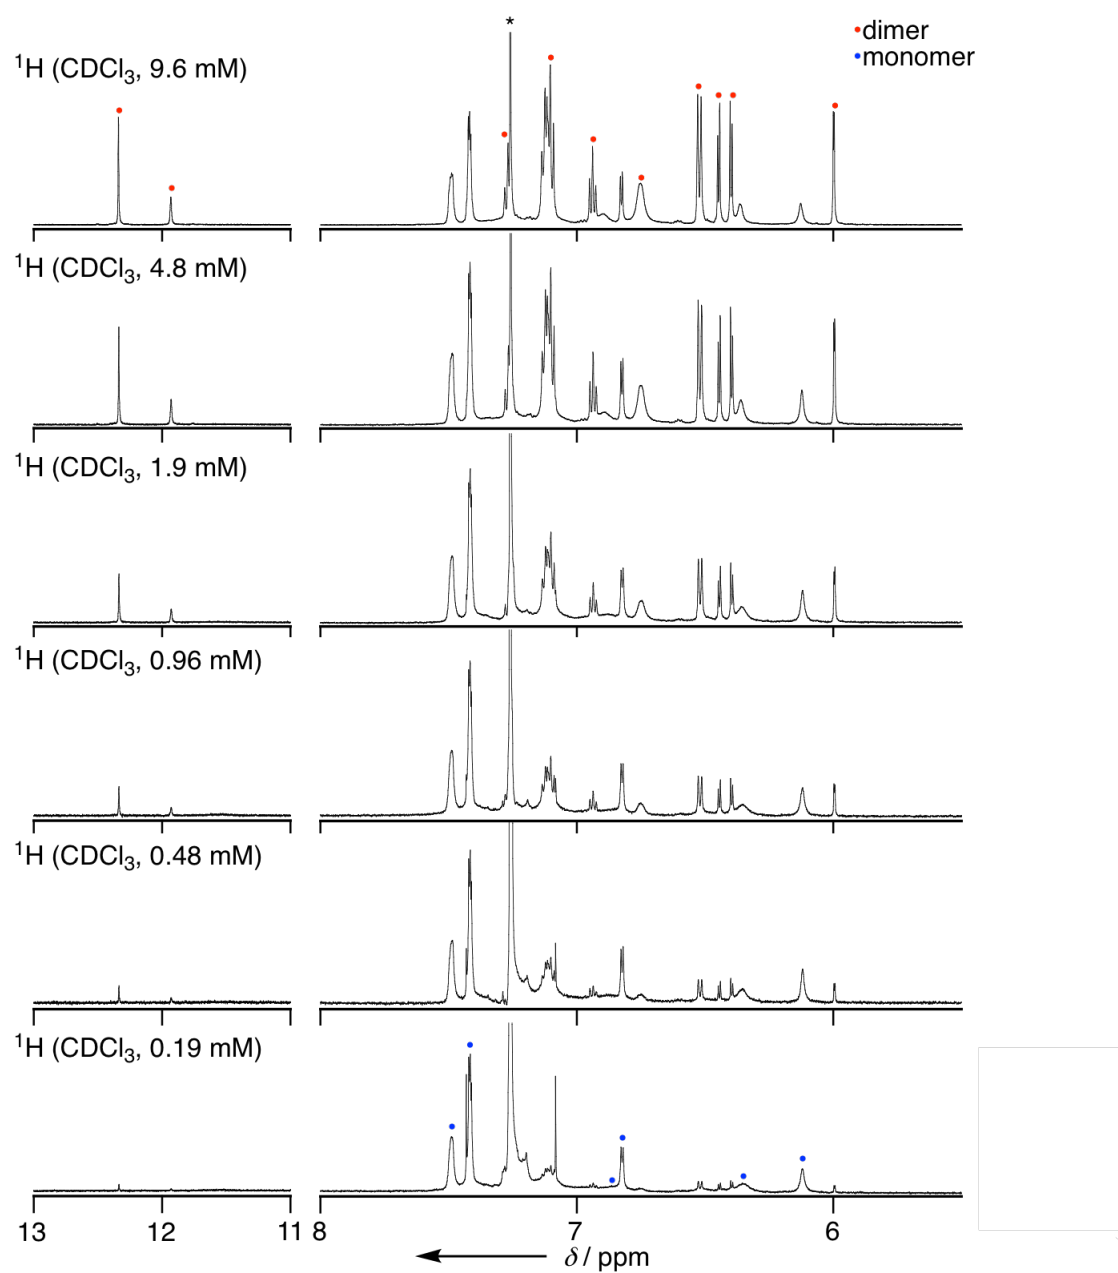 *
•dimer
•monomer
¹H (CDCl₃, 9.6 mM)
¹H (CDCl₃, 4.8 mM)
¹H (CDCl₃, 1.9 mM)
¹H (CDCl₃, 0.96 mM)
¹H (CDCl₃, 0.48 mM)
¹H (CDCl₃, 0.19 mM)
13 12 11 8 7 6
δ / ppm